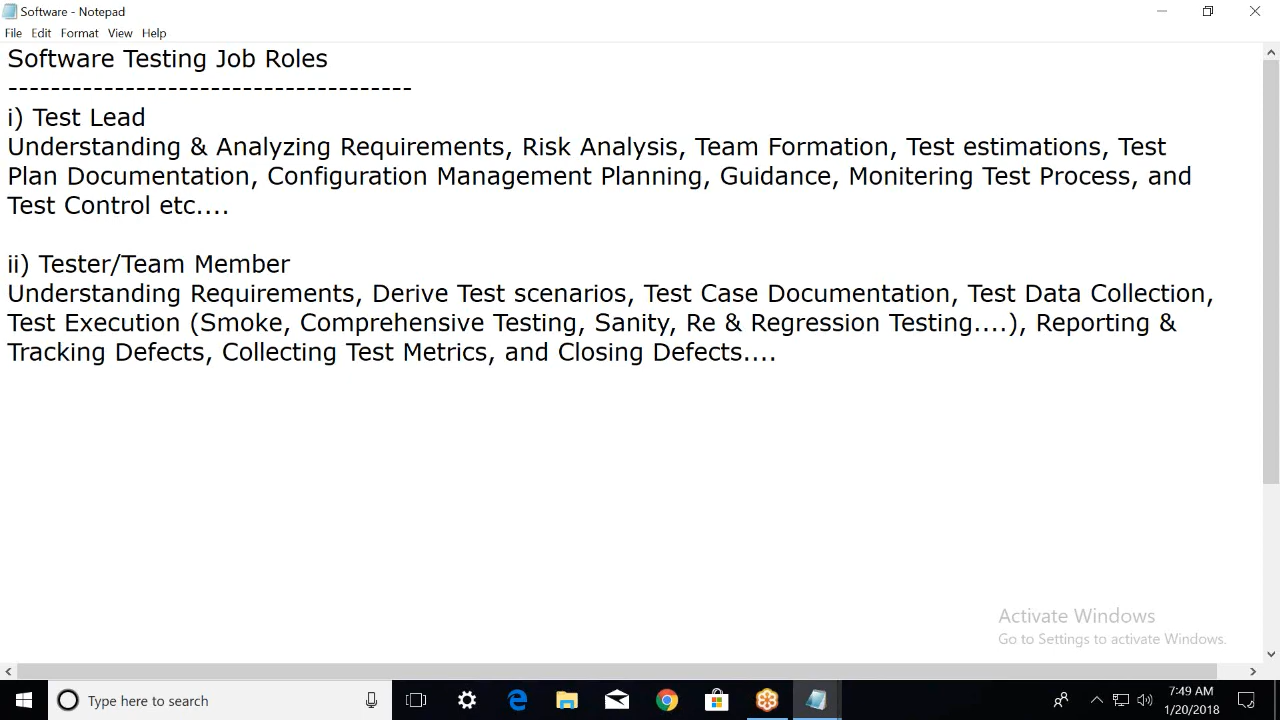 Software - Notepad
File Edit Format View Help
Software Testing Job Roles
--------------------------------------
i) Test Lead
Understanding & Analyzing Requirements, Risk Analysis, Team Formation, Test estimations, Test
Plan Documentation, Configuration Management Planning, Guidance, Monitering Test Process, and
Test Control etc....
ii) Tester/Team Member
Understanding Requirements, Derive Test scenarios, Test Case Documentation, Test Data Collection,
Test Execution (Smoke, Comprehensive Testing, Sanity, Re & Regression Testing....), Reporting &
Tracking Defects, Collecting Test Metrics, and Closing Defects....
Activate Windows
Go to Settings to activate Windows.
Type here to search
7:49 AM
1/20/2018